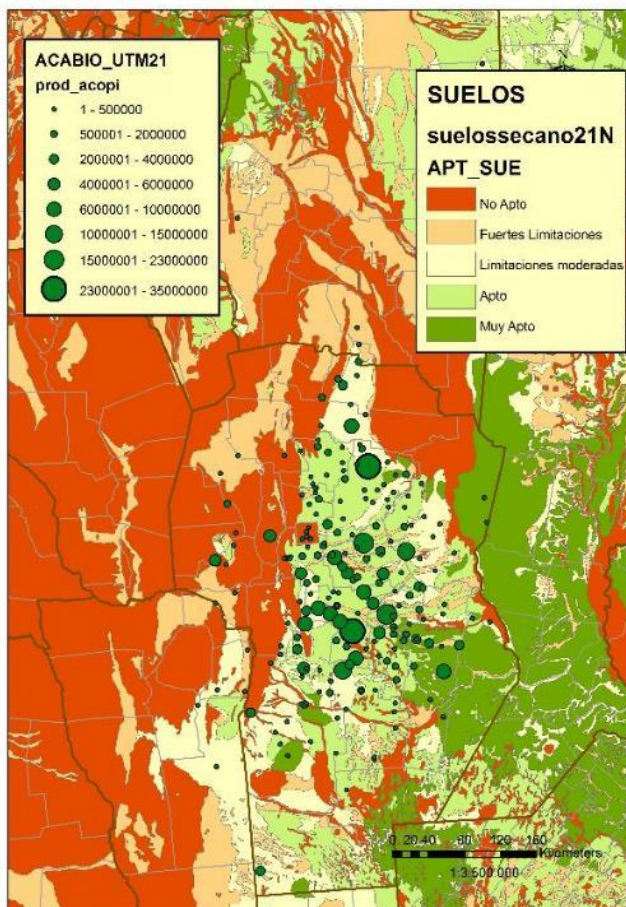 ACABIO_UTM21
prod_acopi
1 - 500000
500001 - 2000000
2000001 - 4000000
4000001 - 6000000
6000001 - 10000000
10000001 - 15000000
15000001 - 23000000
23000001 - 35000000
SUELOS
suelossecano21N
APT_SUE
No Apto
Fuertes Limitaciones
Limitaciones moderadas
Apto
Muy Apto
0 20 40 80 120 160
Kilometers
1:3.500.000